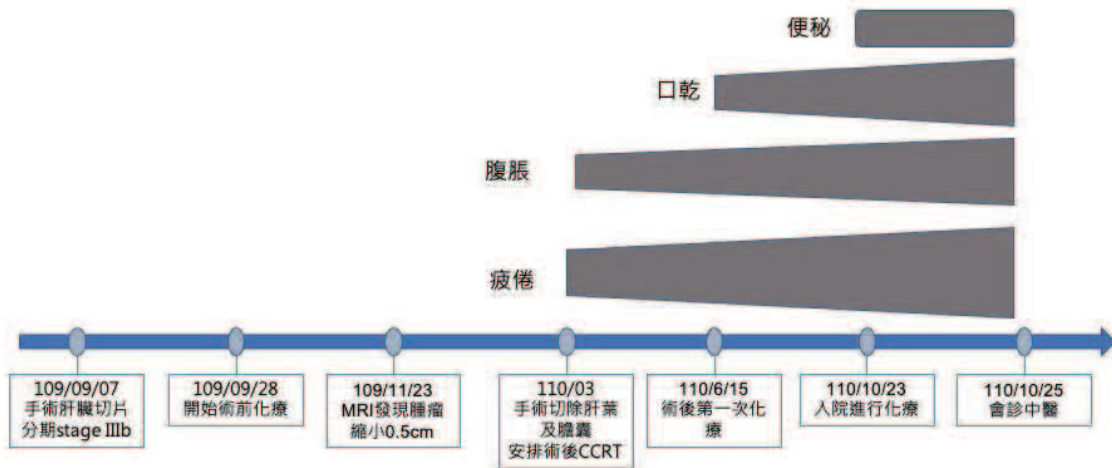 便秘
口乾
腹脹
疲倦
109/09/07
手術肝臟切片
分期stage IIIb
109/09/28
開始術前化療
109/11/23
MRI發現腫瘤
縮小0.5cm
110/03
手術切除肝葉
及膽囊
安排術後CCRT
110/6/15
術後第一次化
療
110/10/23
入院進行化療
110/10/25
會診中醫